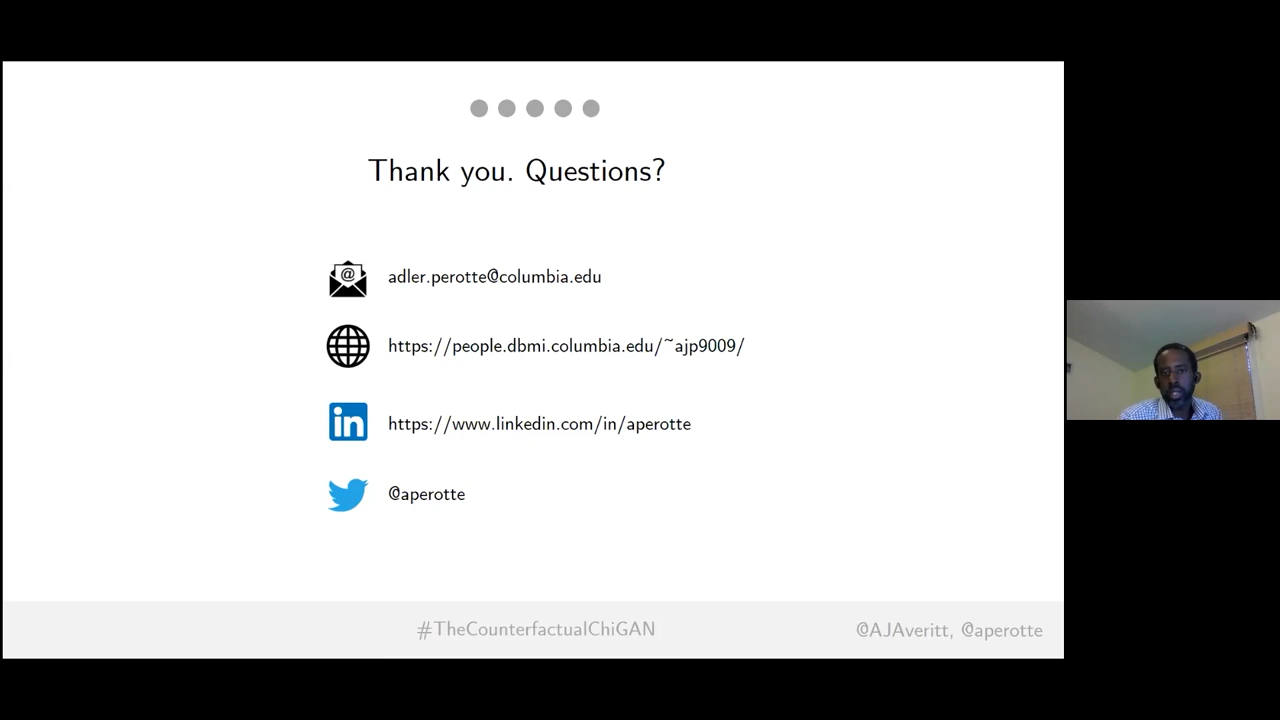 Thank you. Questions?
@
adler.perotte@columbia.edu
https://people.dbmi.columbia.edu/~ajp9009/
in
https://www.linkedin.com/in/aperotte
@aperotte
#TheCounterfactualChiGAN
@AJAveritt, @aperotte